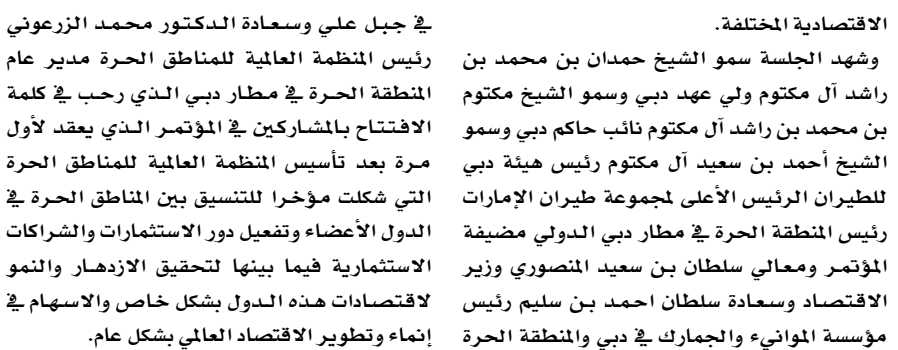 الاقتصادية المختلفة.
وشهد الجلسة سمو الشيخ حمدان بن محمد بن
راشد آل مكتوم ولي عهد دبي وسمو الشيخ مكتوم
بن محمد بن راشد آل مكتوم نائب حاكم دبي وسمو
الشيخ أحمد بن سعيد آل مكتوم رئيس هيئة دبي
للطيران الرئيس الأعلى لمجموعة طيران الإمارات
رئيس المنطقة الحرة في مطار دبي الدولي مضيفة
المؤتمر ومعالي سلطان بن سعيد المنصوري وزير
الاقتصاد وسعادة سلطان احمد بن سليم رئيس
مؤسسة الموانيء والجمارك في دبي والمنطقة الحرة
في جبل علي وسعادة الدكتور محمد الزرعوني
رئيس المنظمة العالمية للمناطق الحرة مدير عام
المنطقة الحرة في مطار دبي الذي رحب في كلمة
الافتتاح بالمشاركين في المؤتمر الذي يعقد لأول
مرة بعد تأسيس المنظمة العالمية للمناطق الحرة
التي شكلت مؤخرا للتنسيق بين المناطق الحرة في
الدول الأعضاء وتفعيل دور الاستثمارات والشراكات
الاستثمارية فيما بينها لتحقيق الازدهار والنمو
لاقتصادات هذه الدول بشكل خاص والاسهام في
إنماء وتطوير الاقتصاد العالمي بشكل عام.